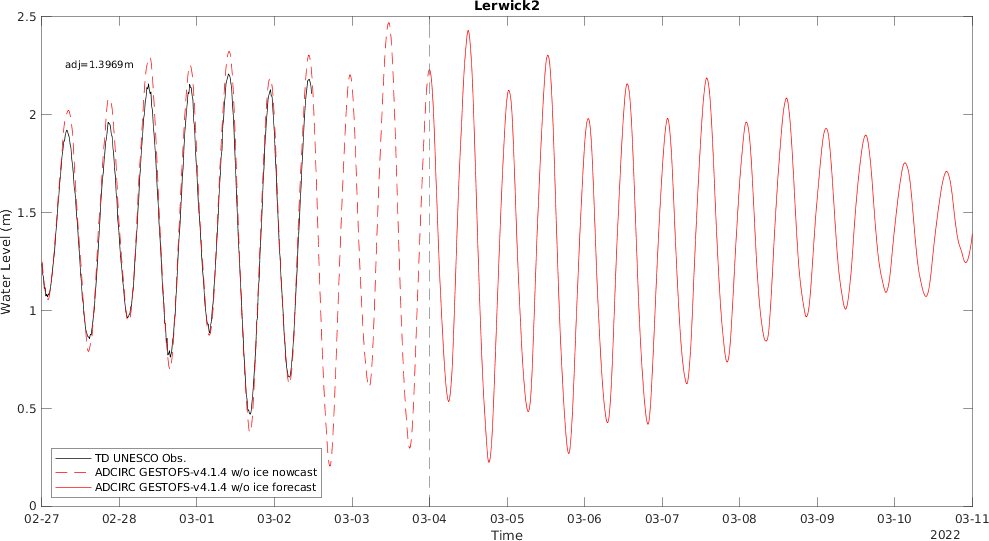 Lerwick2
2.5
adj=1.3969m
2
1.5
Water Level (m)
1
0.5
TD UNESCO Obs.
ADCIRC GESTOFS-v4.1.4 w/o ice nowcast
ADCIRC GESTOFS-v4.1.4 w/o ice forecast
0
02-27 02-28 03-01 03-02 03-03 03-04 03-05 03-06 03-07 03-08 03-09 03-10 03-11
Time
2022